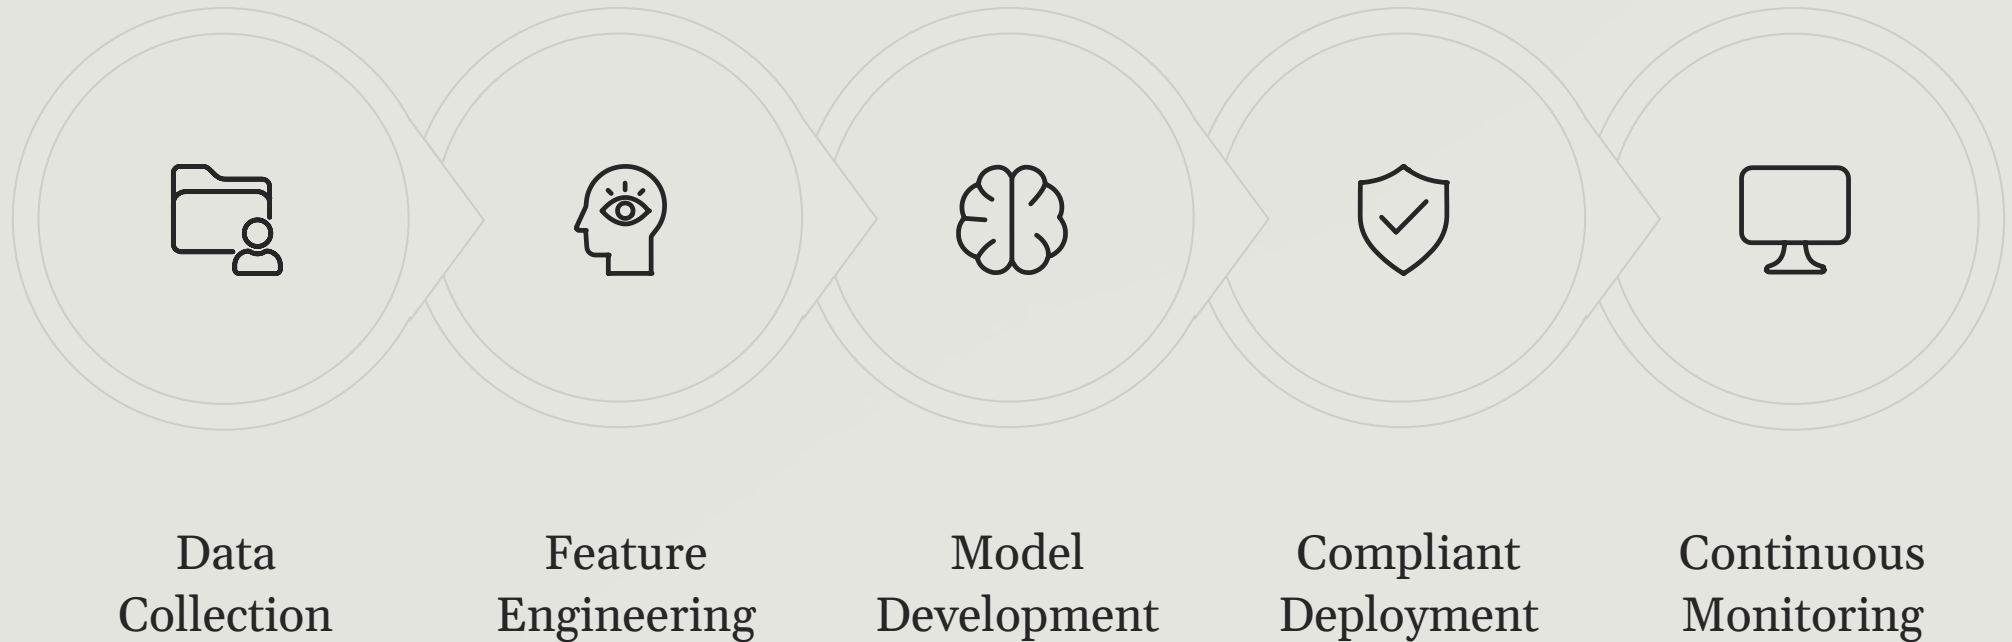 Data
Collection
Feature
Engineering
Model
Development
Compliant
Deployment
Continuous
Monitoring